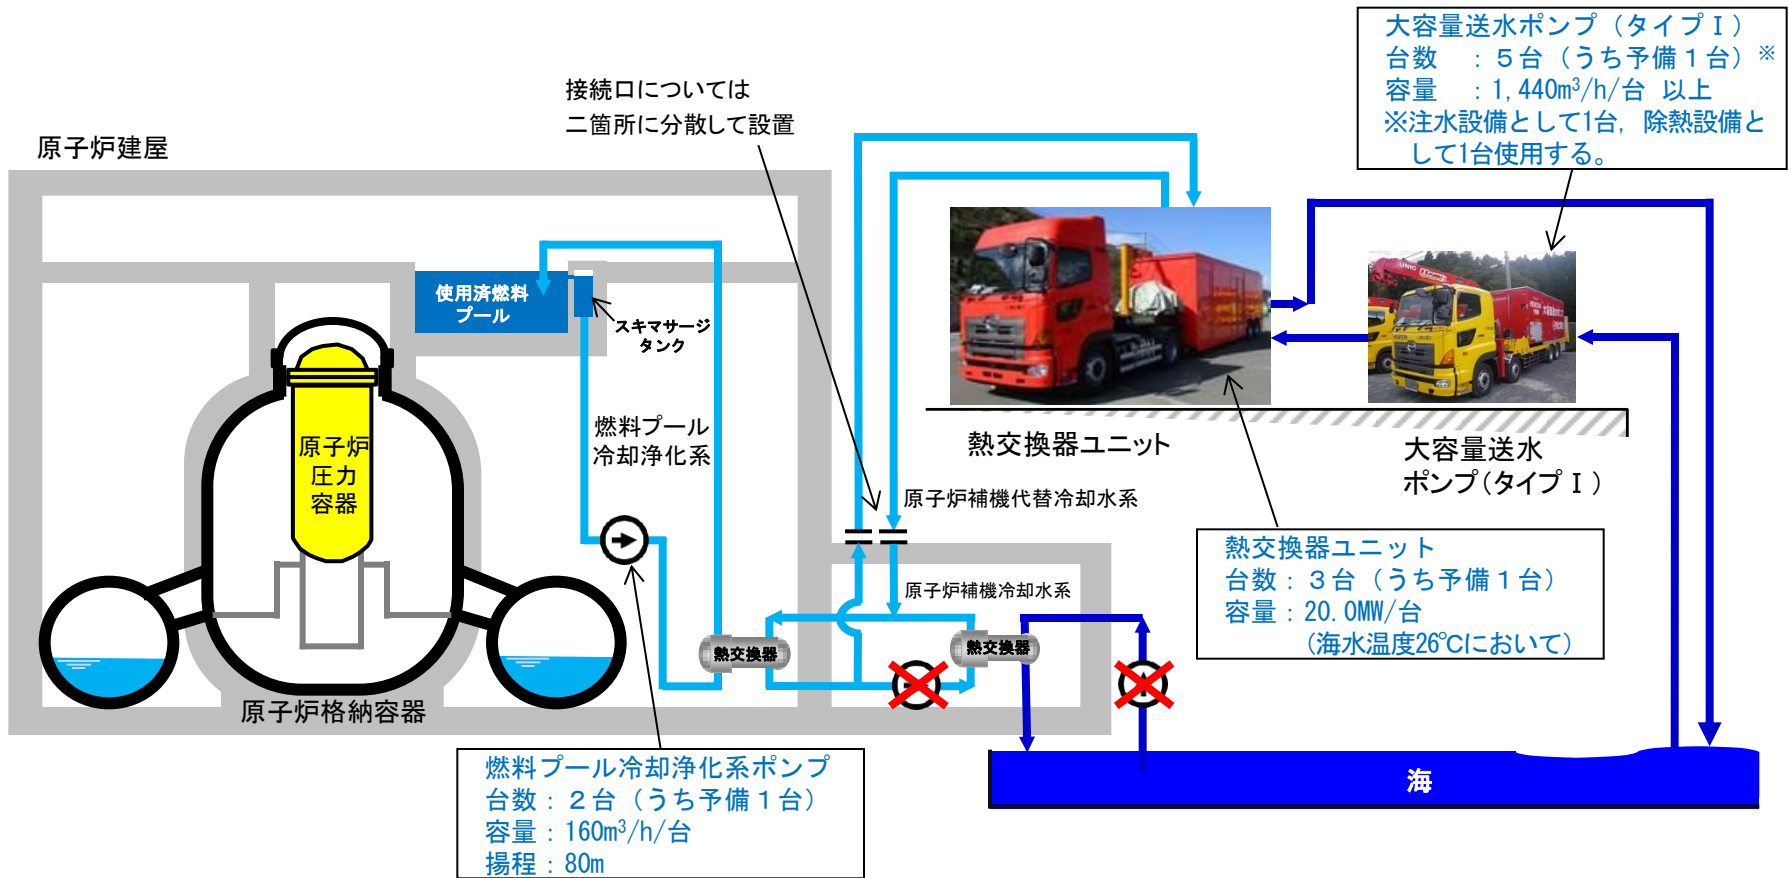 大容量送水ポンプ(タイプⅠ)
台数 :5台(うち予備1台)※
容量 :1,440m³/h/台 以上
※注水設備として1台,除熱設備と
して1台使用する。
接続口については
二箇所に分散して設置
原子炉建屋
使用済燃料
プール
スキマサージ
タンク
燃料プール
冷却浄化系
原子炉
圧力
容器
熱交換器ユニット
大容量送水
ポンプ(タイプⅠ)
原子炉補機代替冷却水系
熱交換器ユニット
台数:3台(うち予備1台)
容量:20.0MW/台
(海水温度26℃において)
原子炉補機冷却水系
熱交換器
熱交換器
原子炉格納容器
燃料プール冷却浄化系ポンプ
台数:2台(うち予備1台)
容量:160m³/h/台
揚程:80m
海